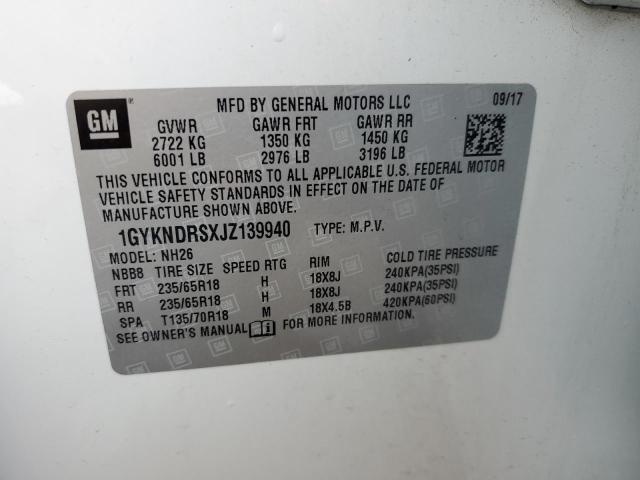 GM ®
MFD BY GENERAL MOTORS LLC 09/17
GVWR GAWR FRT GAWR RR
2722 KG 1350 KG 1450 KG
6001 LB 2976 LB 3196 LB
THIS VEHICLE CONFORMS TO ALL APPLICABLE U.S. FEDERAL MOTOR
VEHICLE SAFETY STANDARDS IN EFFECT ON THE DATE OF
MANUFACTURE SHOWN ABOVE.
1GYKNDRSXJZ139940 TYPE: M.P.V.
MODEL: NH26
NBB8 TIRE SIZE SPEED RTG RIM COLD TIRE PRESSURE
FRT 235/65R18 H 18X8J 240KPA(35PSI)
RR 235/65R18 H 18X8J 240KPA(35PSI)
SPA T135/70R18 M 18X4.5B 420KPA(60PSI)
SEE OWNER'S MANUAL FOR MORE INFORMATION